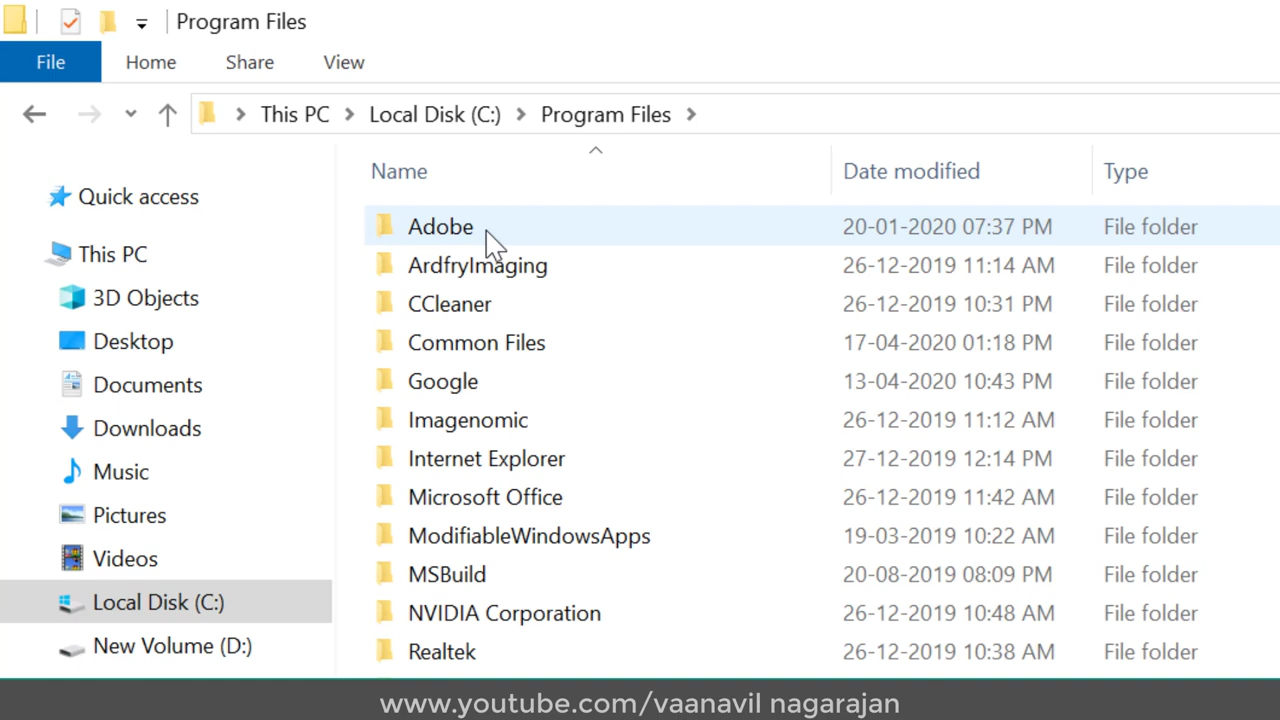 Program Files
File Home Share View
This PC Local Disk (C:) Program Files
Name Date modified Type
Quick access
This PC
3D Objects
Desktop
Documents
Downloads
Music
Pictures
Videos
Local Disk (C:)
New Volume (D:)
Adobe 20-01-2020 07:37 PM File folder
ArdfryImaging 26-12-2019 11:14 AM File folder
CCleaner 26-12-2019 10:31 PM File folder
Common Files 17-04-2020 01:18 PM File folder
Google 13-04-2020 10:43 PM File folder
Imagenomic 26-12-2019 11:12 AM File folder
Internet Explorer 27-12-2019 12:14 PM File folder
Microsoft Office 26-12-2019 11:42 AM File folder
ModifiableWindowsApps 19-03-2019 10:22 AM File folder
MSBuild 20-08-2019 08:09 PM File folder
NVIDIA Corporation 26-12-2019 10:48 AM File folder
Realtek 26-12-2019 10:38 AM File folder
www.youtube.com/vaanavil nagarajan